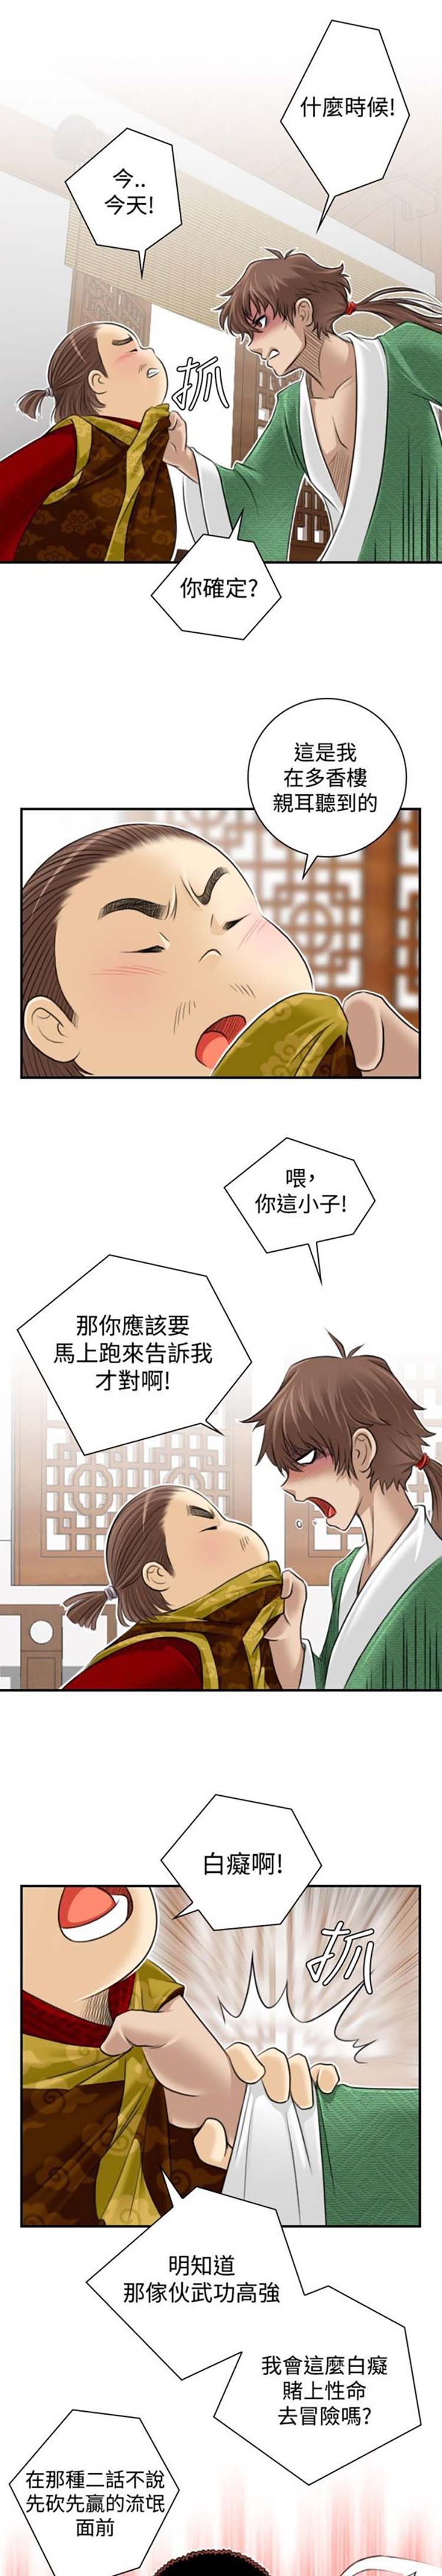 什麼時候!
今..
今天!
抓
你確定?
這是我
在多香樓
親耳聽到的
喂,
你這小子!
那你應該要
馬上跑來告訴我
才對啊!
白癡啊!
抓
明知道
那傢伙武功高強
我會這麼白癡
賭上性命
去冒險嗎?
在那種二話不說
先砍先贏的流氓
面前